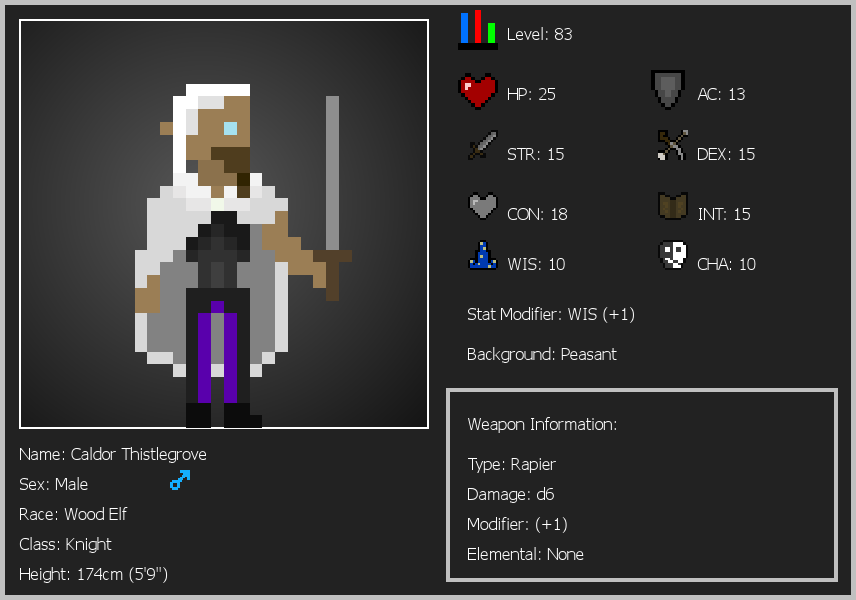 Level: 83
HP: 25
AC: 13
STR: 15
DEX: 15
CON: 18
INT: 15
WIS: 10
CHA: 10
Stat Modifier: WIS (+1)
Background: Peasant
Weapon Information:
Type: Rapier
Damage: d6
Modifier: (+1)
Elemental: None
Name: Caldor Thistlegrove
Sex: Male
Race: Wood Elf
Class: Knight
Height: 174cm (5'9")